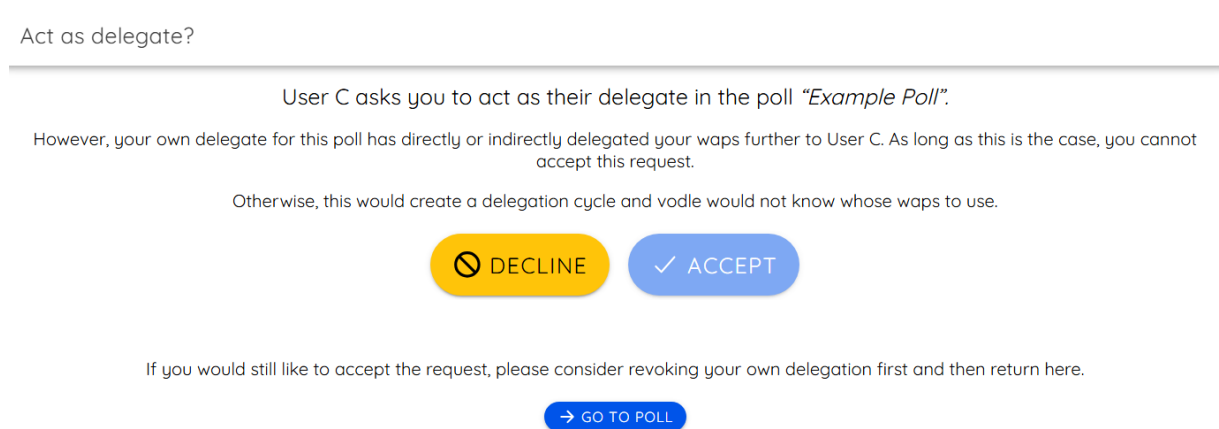 Act as delegate?
User C asks you to act as their delegate in the poll “Example Poll”.
However, your own delegate for this poll has directly or indirectly delegated your waps further to User C. As long as this is the case, you cannot
accept this request.
Otherwise, this would create a delegation cycle and vodle would not know whose waps to use.
DECLINE
ACCEPT
If you would still like to accept the request, please consider revoking your own delegation first and then return here.
GO TO POLL